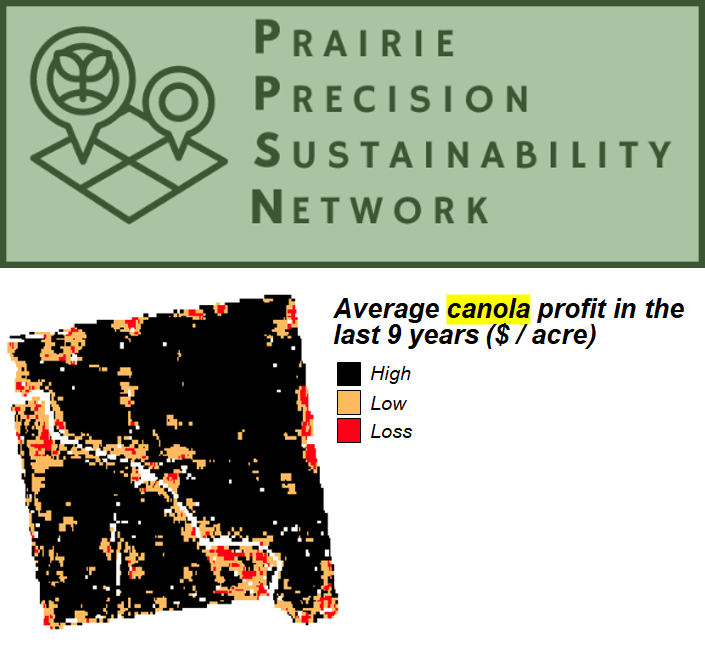 PRAIRIE
PRECISION
SUSTAINABILITY
NETWORK
Average canola profit in the
last 9 years ($ / acre)
High
Low
Loss